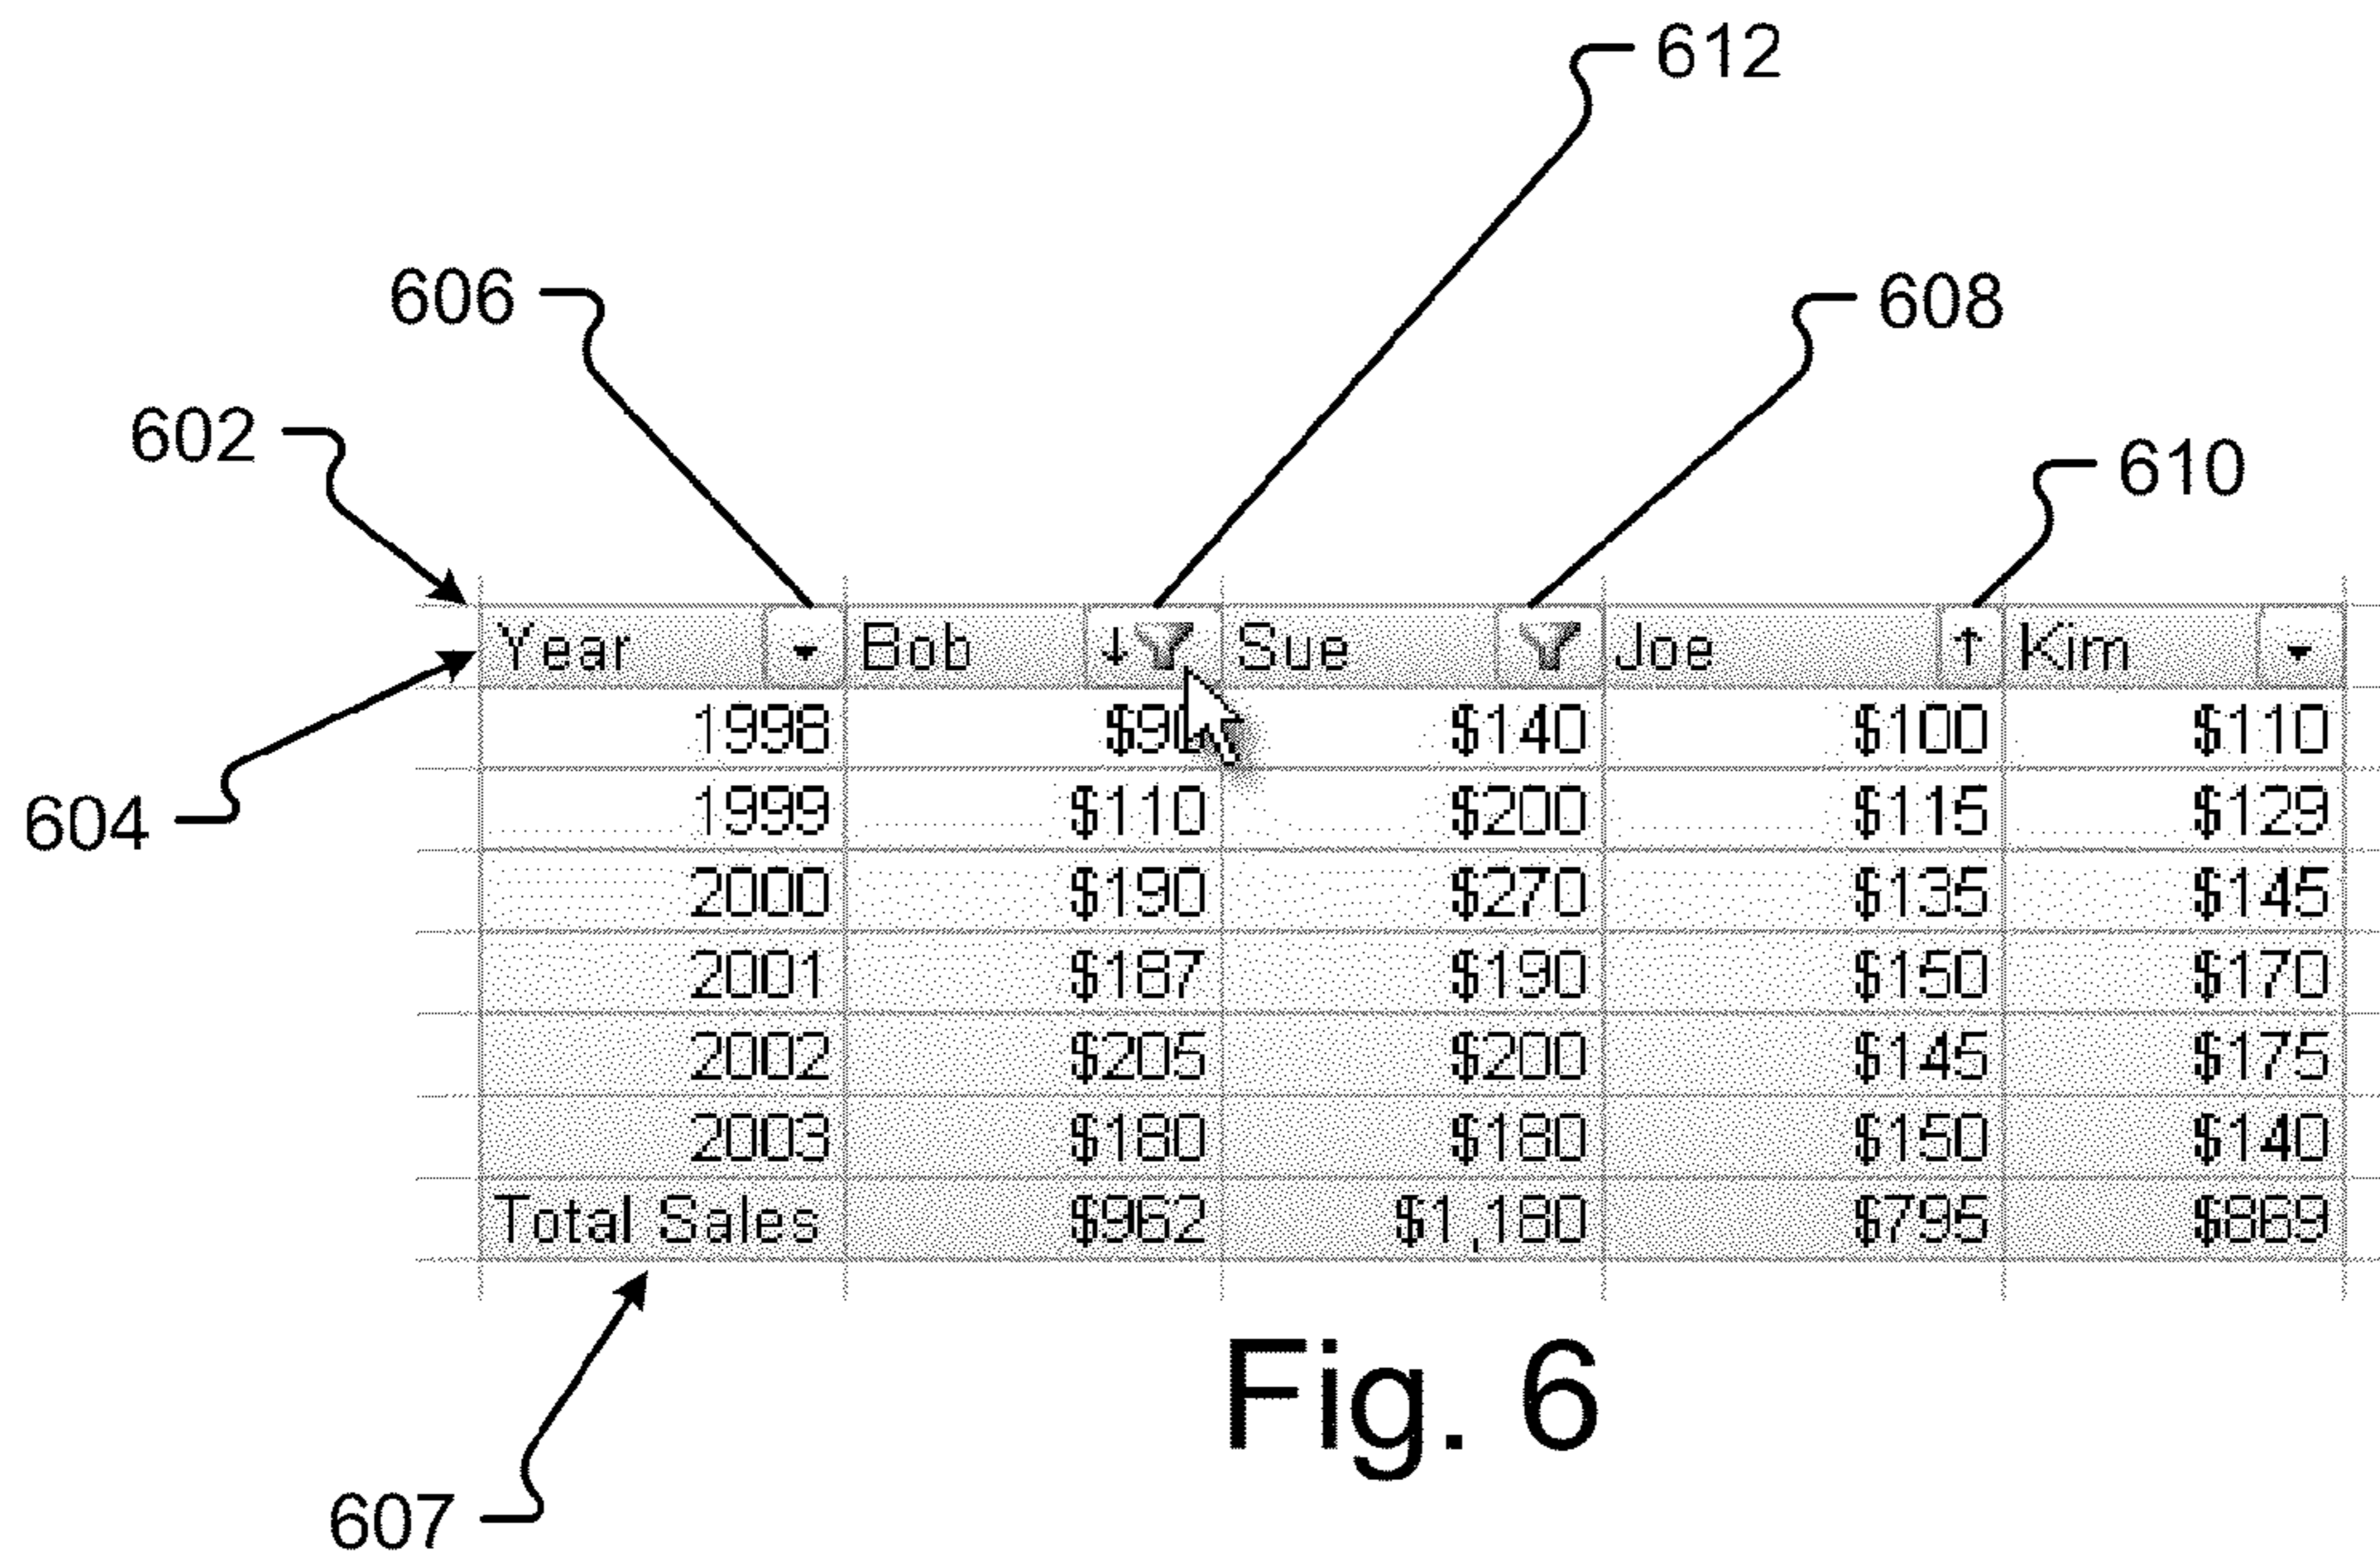 612
606
608
602
610
Year Bob Sue Joe Kim
1998 $90 $140 $100 $110
604
1999 $110 $200 $115 $129
2000 $190 $270 $135 $145
2001 $187 $190 $150 $170
2002 $205 $200 $145 $175
2003 $180 $180 $150 $140
Total Sales $962 $1,180 $795 $869
Fig. 6
607